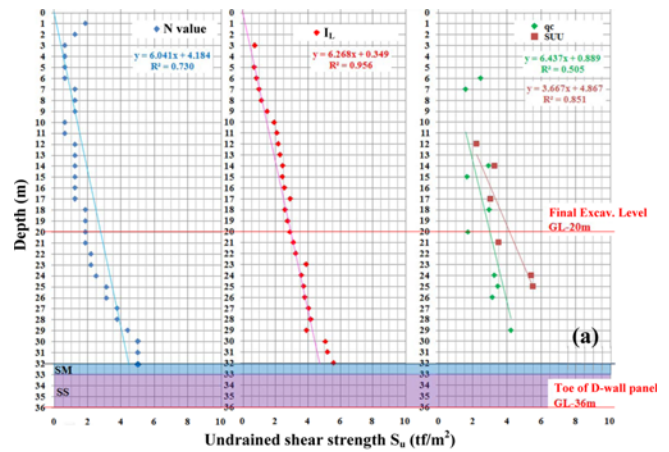 N value
I_L
qc
SUU
y = 6.041x + 4.184
R² = 0.730
y = 6.268x + 0.349
R² = 0.956
y = 6.437x + 0.889
R² = 0.505
y = 3.667x + 4.867
R² = 0.851
Depth (m)
0
1
2
3
4
5
6
7
8
9
10
11
12
13
14
15
16
17
18
19
20
21
22
23
24
25
26
27
28
29
30
31
32
33
34
35
36
Final Excav. Level
GL-20m
(a)
SM
SS
Toe of D-wall panel
GL-36m
0 2 4 6 8 10 0 2 4 6 8 10 0 2 4 6 8 10
Undrained shear strength S_u (tf/m²)